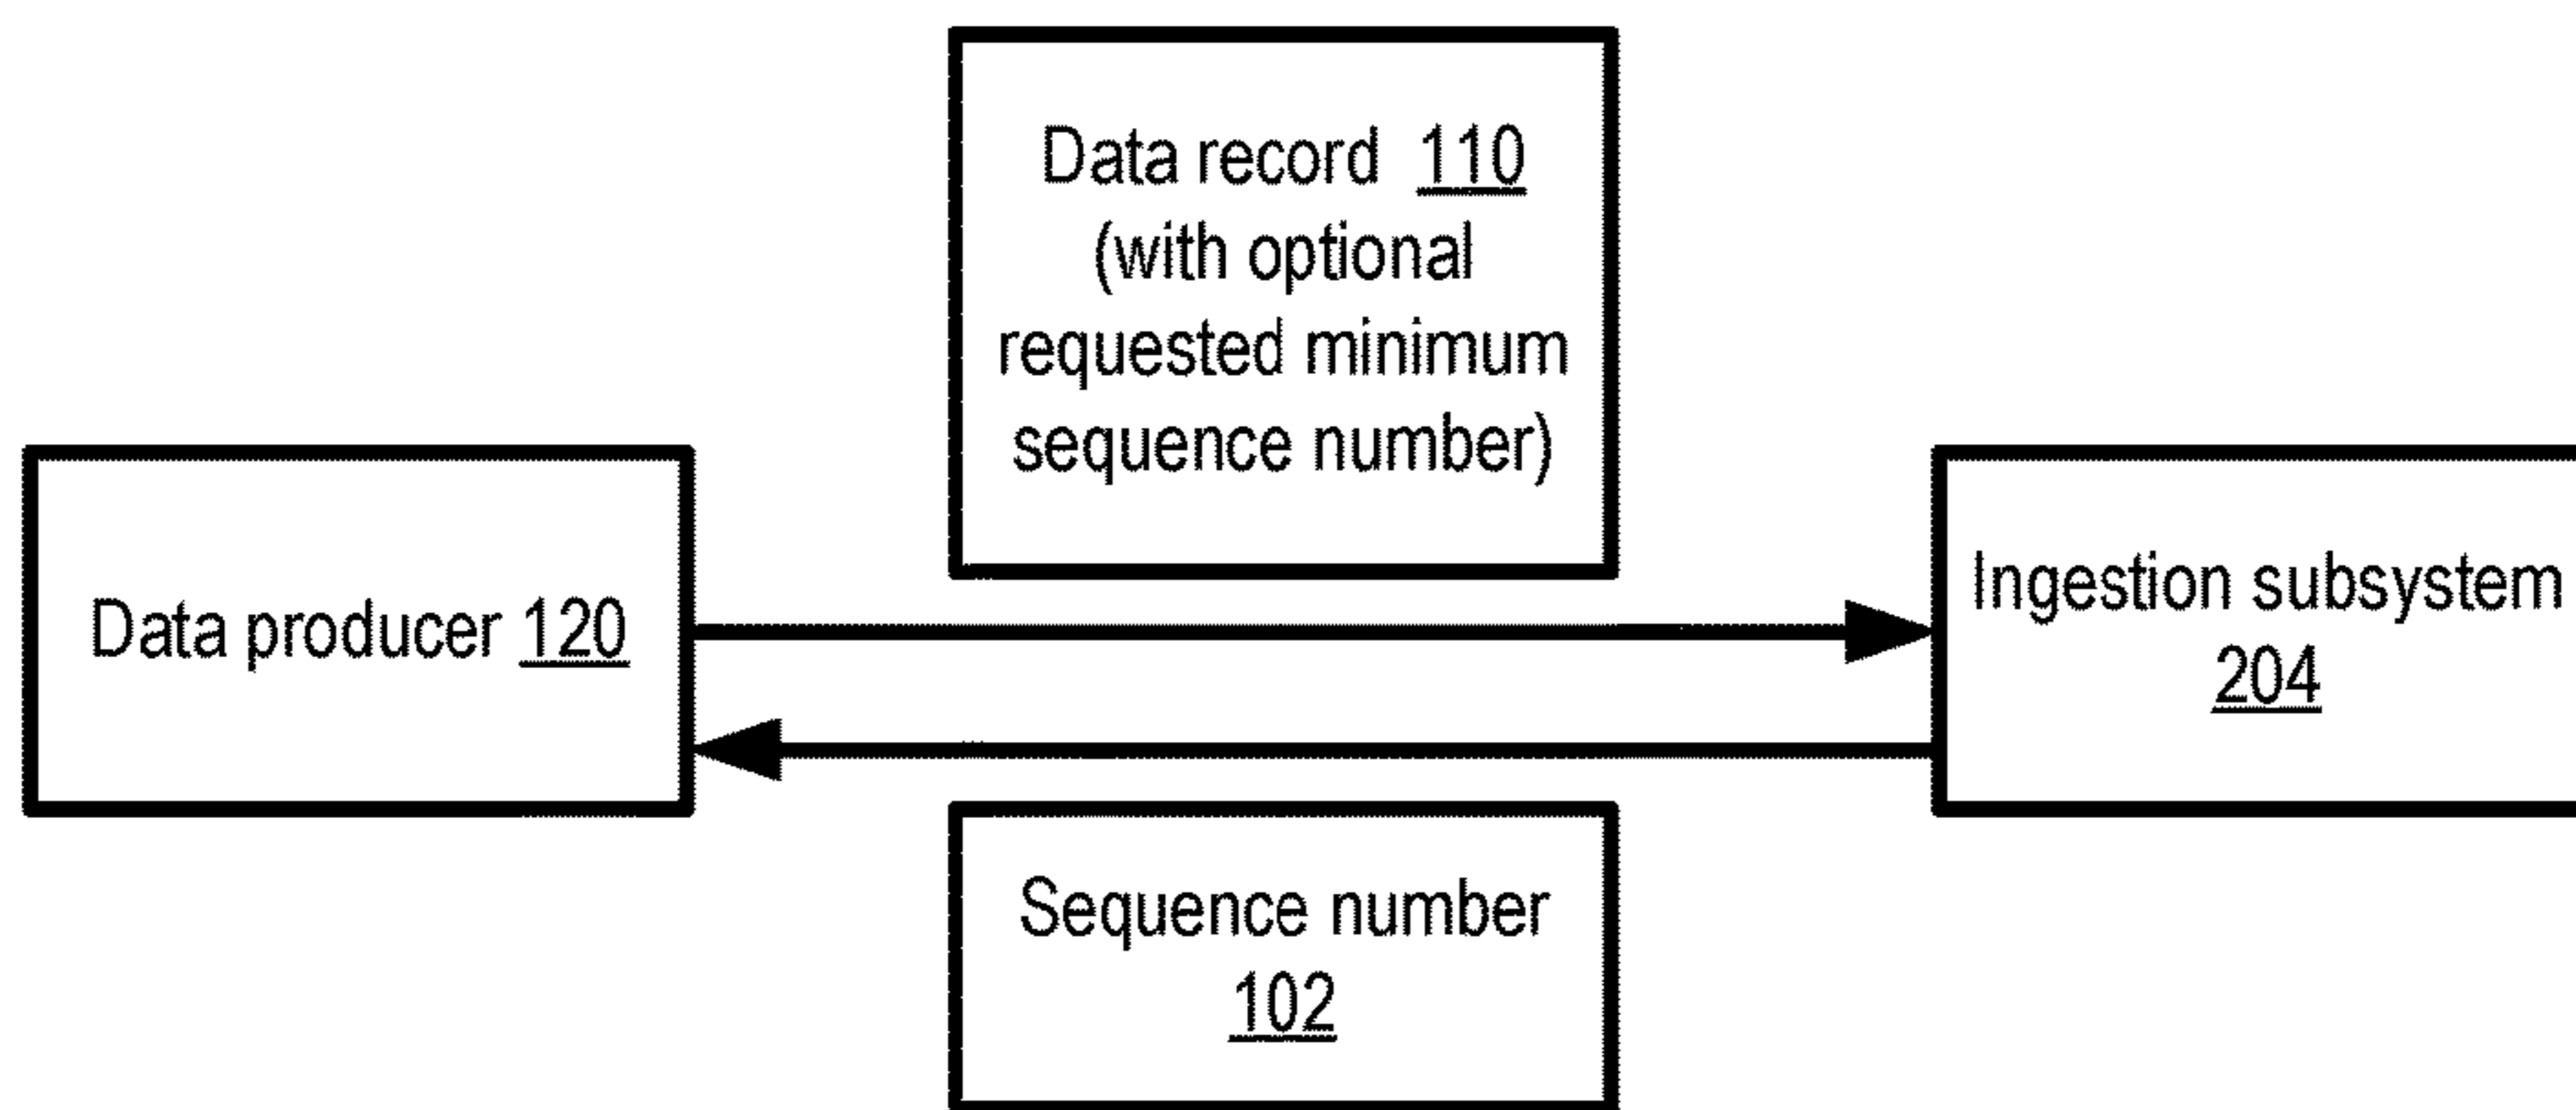 Data record 110
(with optional
requested minimum
sequence number)
Data producer 120
Ingestion subsystem
204
Sequence number
102